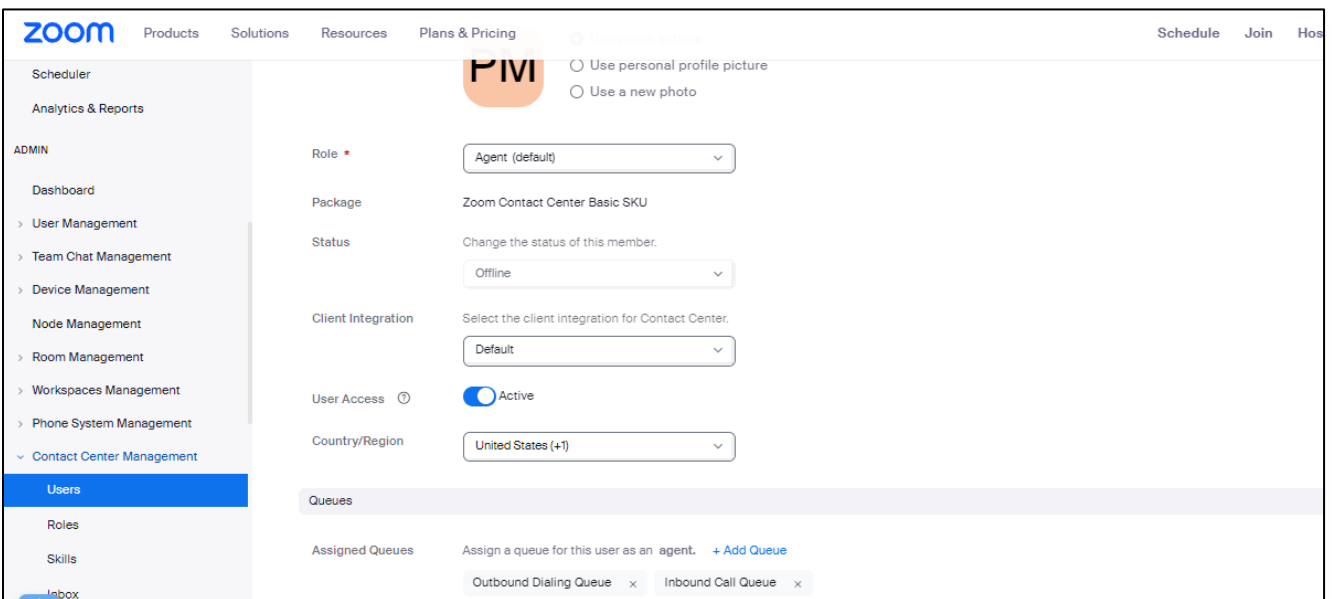 zoom Products Solutions Resources Plans & Pricing Schedule Join Hos
Scheduler
Analytics & Reports
ADMIN
Dashboard
User Management
Team Chat Management
Device Management
Node Management
Room Management
Workspaces Management
Phone System Management
Contact Center Management
Users
Roles
Skills
Inbox
PM
Use personal profile picture
Use a new photo
Role * Agent (default)
Package Zoom Contact Center Basic SKU
Status Change the status of this member.
Offline
Client Integration Select the client integration for Contact Center.
Default
User Access ? Active
Country/Region United States (+1)
Queues
Assigned Queues Assign a queue for this user as an agent. + Add Queue
Outbound Dialing Queue × Inbound Call Queue ×